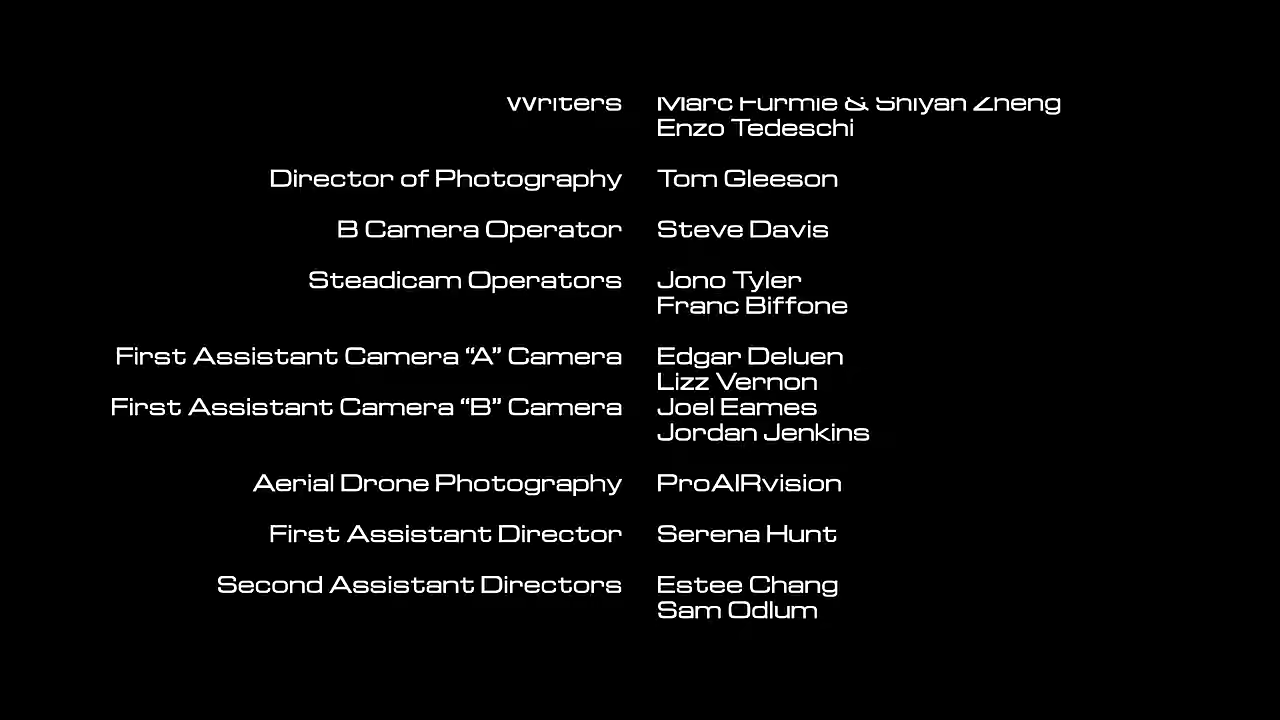 Writers Marc Furmie & Shiyan Zheng
Enzo Tedeschi
Director of Photography Tom Gleeson
B Camera Operator Steve Davis
Steadicam Operators Jono Tyler
Franc Biffone
First Assistant Camera “A” Camera Edgar Deluen
Lizz Vernon
First Assistant Camera “B” Camera Joel Eames
Jordan Jenkins
Aerial Drone Photography ProAIRvision
First Assistant Director Serena Hunt
Second Assistant Directors Estee Chang
Sam Odlum